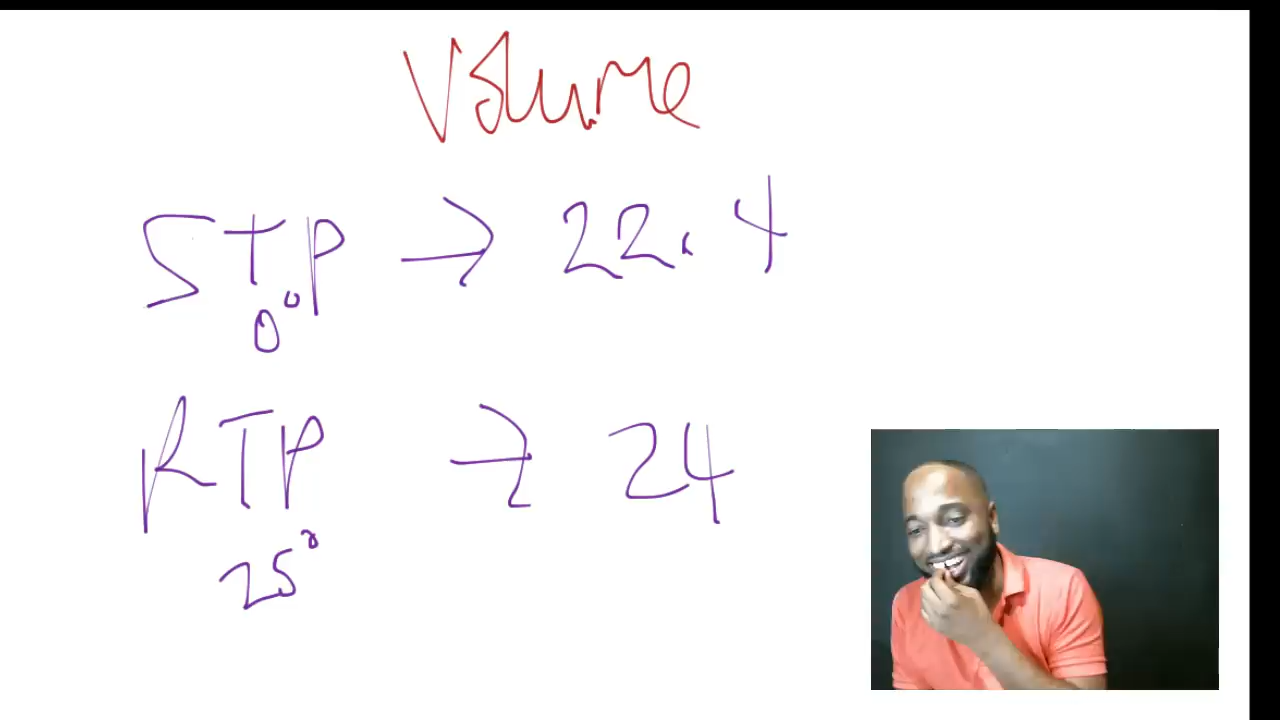 Volume
STP → 22.4
0°
RTP → 24
25°